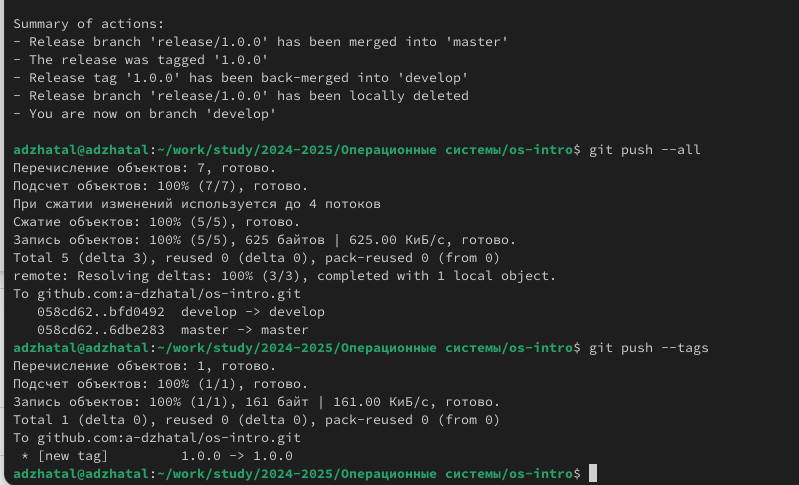 Summary of actions:
- Release branch 'release/1.0.0' has been merged into 'master'
- The release was tagged '1.0.0'
- Release tag '1.0.0' has been back-merged into 'develop'
- Release branch 'release/1.0.0' has been locally deleted
- You are now on branch 'develop'
adzhatal@adzhatal:~/work/study/2024-2025/Операционные системы/os-intro$ git push --all
Перечисление объектов: 7, готово.
Подсчет объектов: 100% (7/7), готово.
При сжатии изменений используется до 4 потоков
Сжатие объектов: 100% (5/5), готово.
Запись объектов: 100% (5/5), 625 байтов | 625.00 КиБ/с, готово.
Total 5 (delta 3), reused 0 (delta 0), pack-reused 0 (from 0)
remote: Resolving deltas: 100% (3/3), completed with 1 local object.
To github.com:a-dzhatal/os-intro.git
   058cd62..bfd0492  develop -> develop
   058cd62..6dbe283  master -> master
adzhatal@adzhatal:~/work/study/2024-2025/Операционные системы/os-intro$ git push --tags
Перечисление объектов: 1, готово.
Подсчет объектов: 100% (1/1), готово.
Запись объектов: 100% (1/1), 161 байт | 161.00 КиБ/с, готово.
Total 1 (delta 0), reused 0 (delta 0), pack-reused 0 (from 0)
To github.com:a-dzhatal/os-intro.git
 * [new tag]         1.0.0 -> 1.0.0
adzhatal@adzhatal:~/work/study/2024-2025/Операционные системы/os-intro$